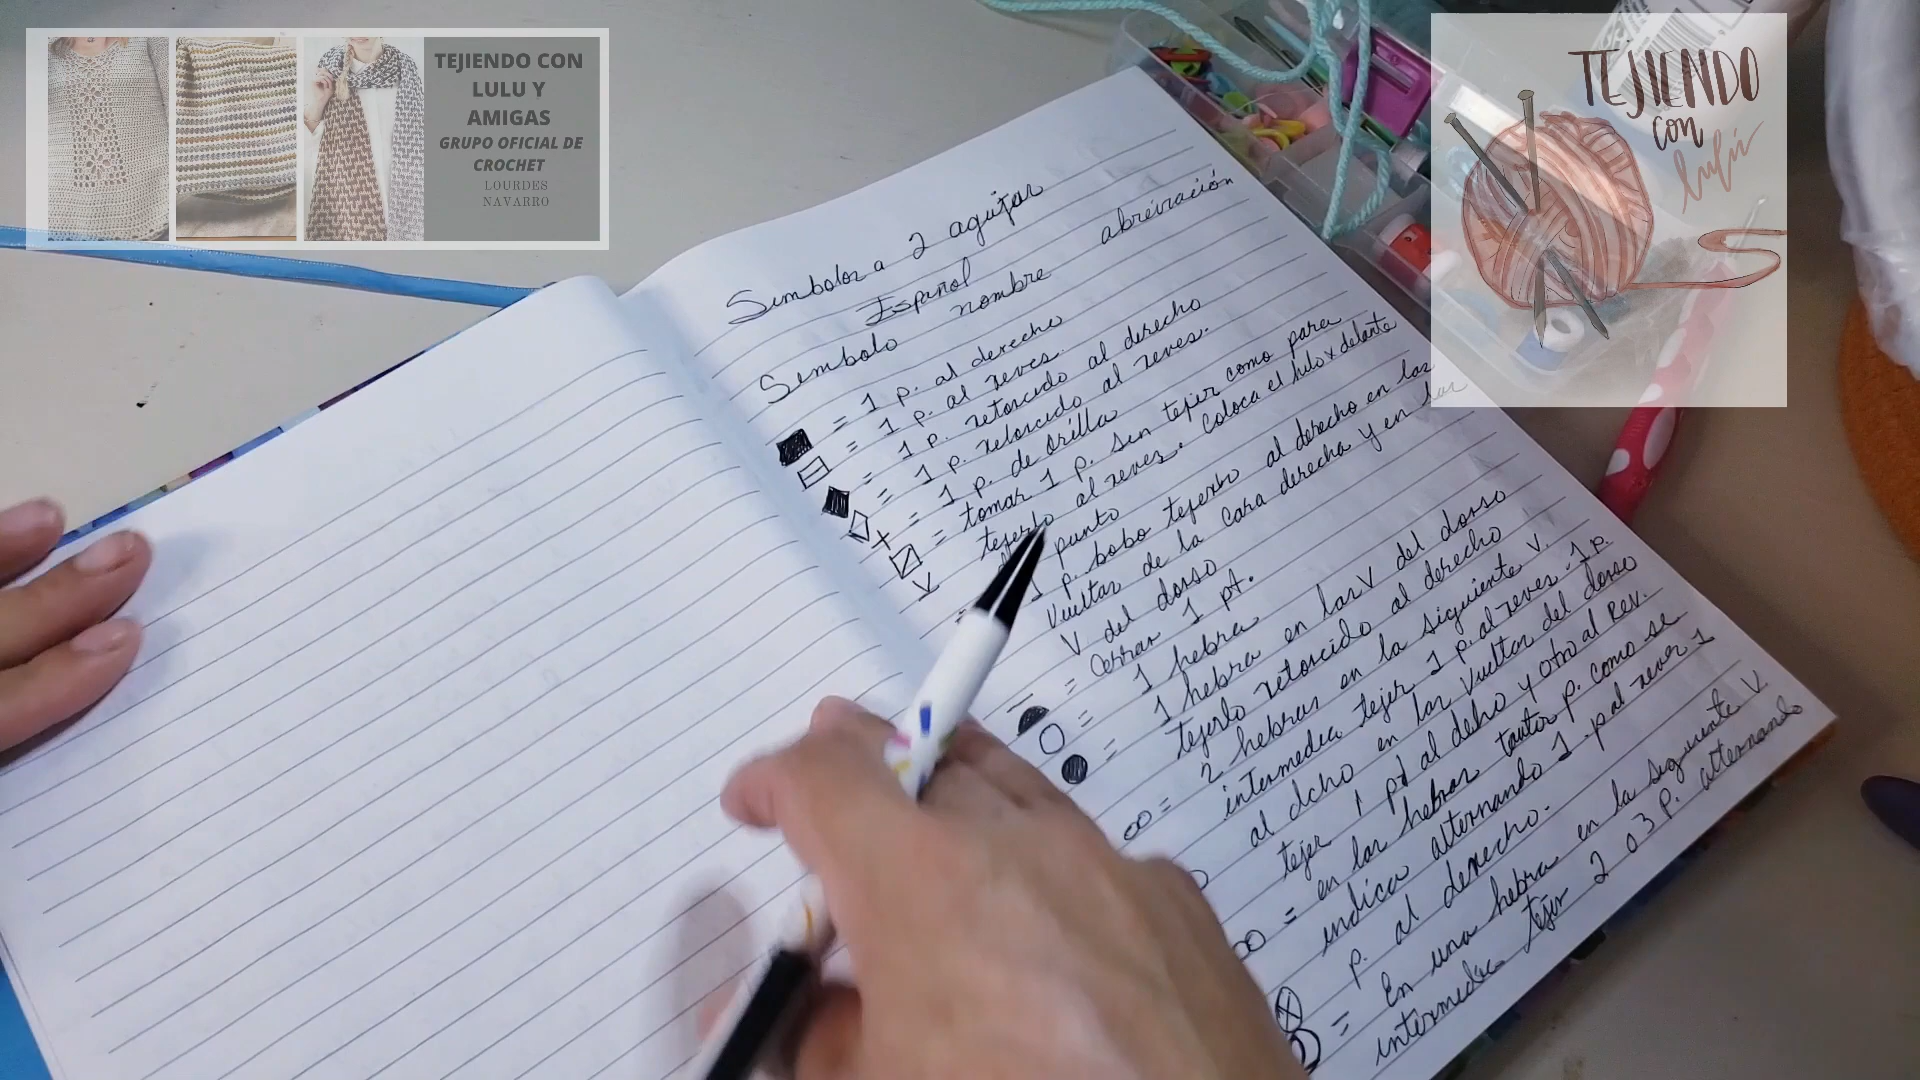 TEJIENDO CON
LULU Y
AMIGAS
GRUPO OFICIAL DE
CROCHET
LOURDES
NAVARRO
TEJIENDO
con
lulú
Simbolos a 2 agujas
Español
Simbolo nombre abreviación
= 1 p. al derecho
= 1 p. al reves.
= 1 p. retorcido al derecho
= 1 p. retorcido al reves.
+ = 1 p. de orilla
= tomar 1 p. sin tejer como para
tejerlo al reves. coloca el hilo x delante
punto
1 p. bobo tejerlo al derecho en las
Vueltas de la cara derecha y en las
V del dorso
= Cerrar 1 pt.
= 1 hebra
= 1 hebra en las V del dorso
tejerlo retorcido al derecho
= 2 hebras en la siguiente V.
intermedia tejer 1 p. al reves. 1 p.
al dcho en las Vueltas del dorso
tejer 1 pt al dcho y otro al Rev.
= en las hebras tantos p. como se
indica alternando 1 p al reves 1
p. al derecho.
= En una hebra en la siguiente V.
intermedia tejer 2 o 3 p. alternando